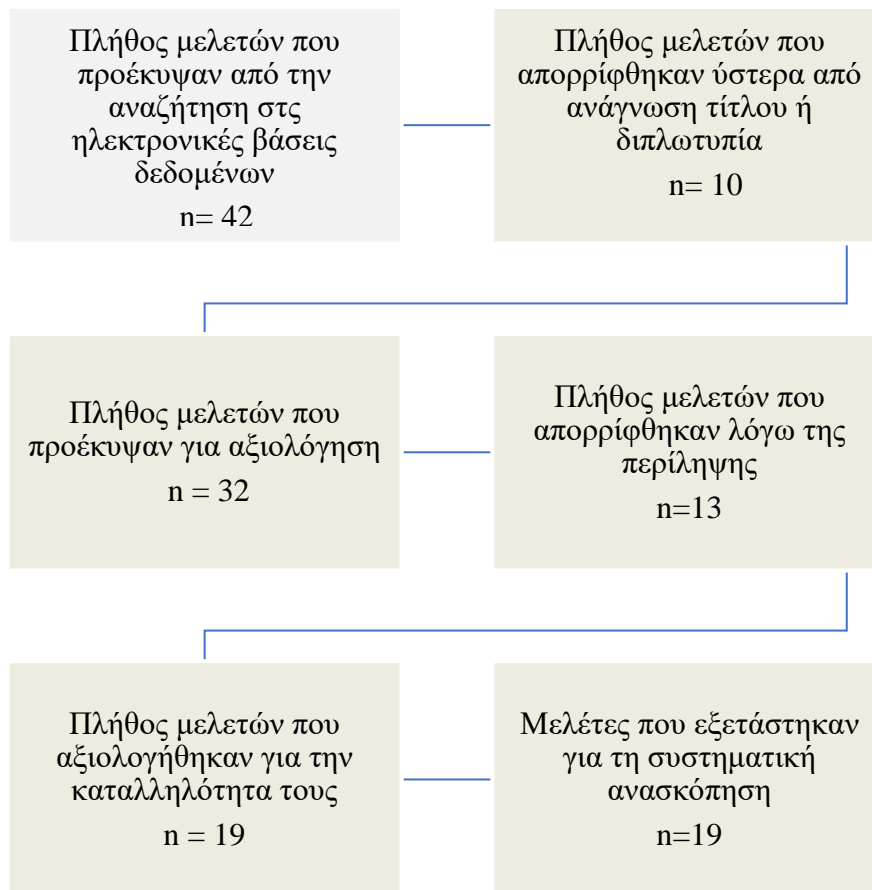 Πλήθος μελετών που
προέκυψαν από την
αναζήτηση στς
ηλεκτρονικές βάσεις
δεδομένων
n= 42
Πλήθος μελετών που
απορρίφθηκαν ύστερα από
ανάγνωση τίτλου ή
διπλωτυπία
n= 10
Πλήθος μελετών που
προέκυψαν για αξιολόγηση
n = 32
Πλήθος μελετών που
απορρίφθηκαν λόγω της
περίληψης
n=13
Πλήθος μελετών που
αξιολογήθηκαν για την
καταλληλότητα τους
n = 19
Μελέτες που εξετάστηκαν
για τη συστηματική
ανασκόπηση
n=19